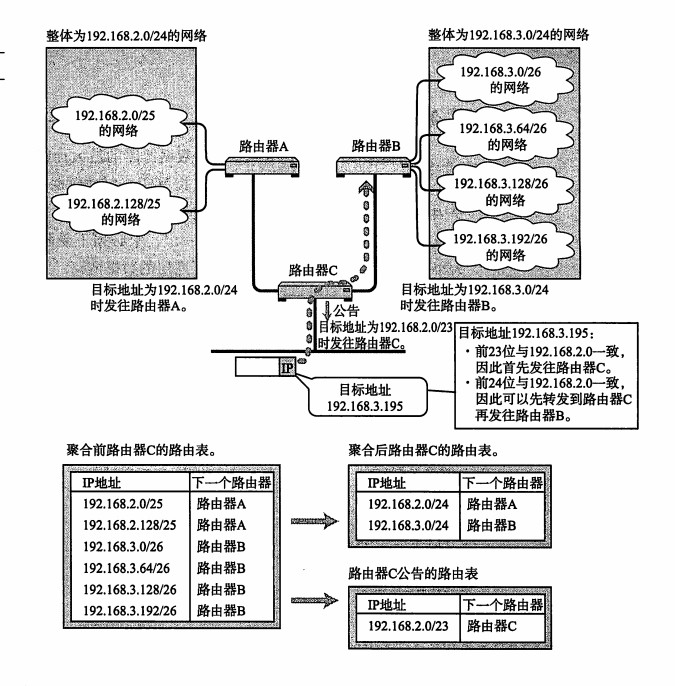 整体为192.168.2.0/24的网络
整体为192.168.3.0/24的网络
192.168.2.0/25
的网络
192.168.2.128/25
的网络
路由器A
路由器B
192.168.3.0/26
的网络
192.168.3.64/26
的网络
192.168.3.128/26
的网络
192.168.3.192/26
的网络
目标地址为192.168.2.0/24
时发往路由器A。
路由器C
目标地址为192.168.3.0/24
时发往路由器B。
公告
目标地址为192.168.2.0/23
时发往路由器C。
IP
目标地址
192.168.3.195
目标地址192.168.3.195：
·前23位与192.168.2.0一致，
因此首先发往路由器C。
·前24位与192.168.2.0一致，
因此可以先转发到路由器C
再发往路由器B。
聚合前路由器C的路由表。
IP地址 下一个路由器
192.168.2.0/25 路由器A
192.168.2.128/25 路由器A
192.168.3.0/26 路由器B
192.168.3.64/26 路由器B
192.168.3.128/26 路由器B
192.168.3.192/26 路由器B
聚合后路由器C的路由表。
IP地址 下一个路由器
192.168.2.0/24 路由器A
192.168.3.0/24 路由器B
路由器C公告的路由表
IP地址 下一个路由器
192.168.2.0/23 路由器C